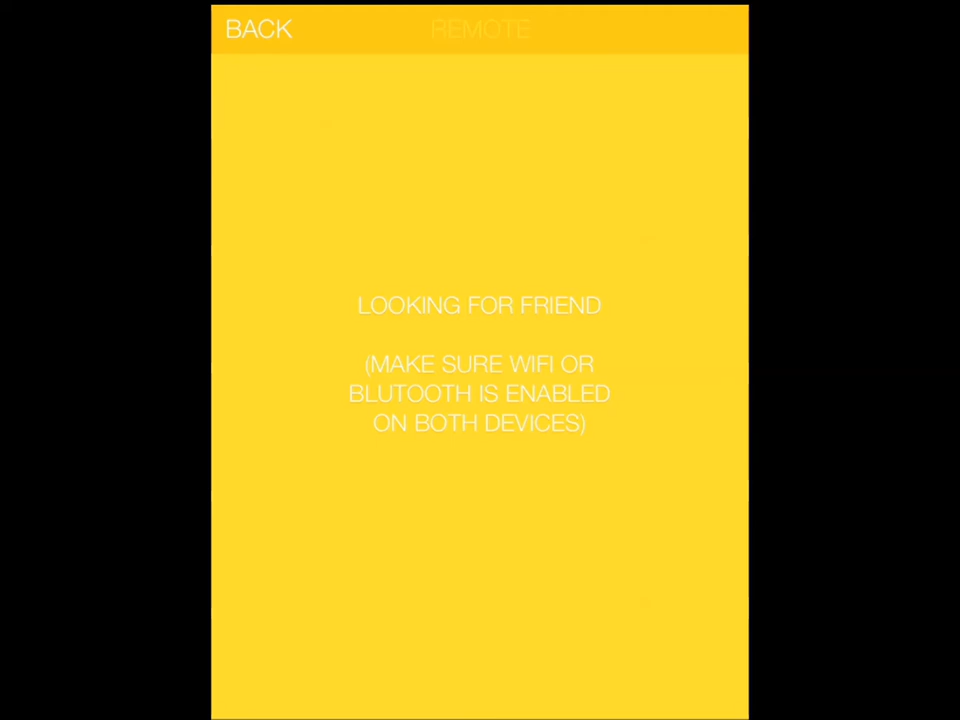 BACK
REMOTE
LOOKING FOR FRIEND
(MAKE SURE WIFI OR
BLUTOOTH IS ENABLED
ON BOTH DEVICES)